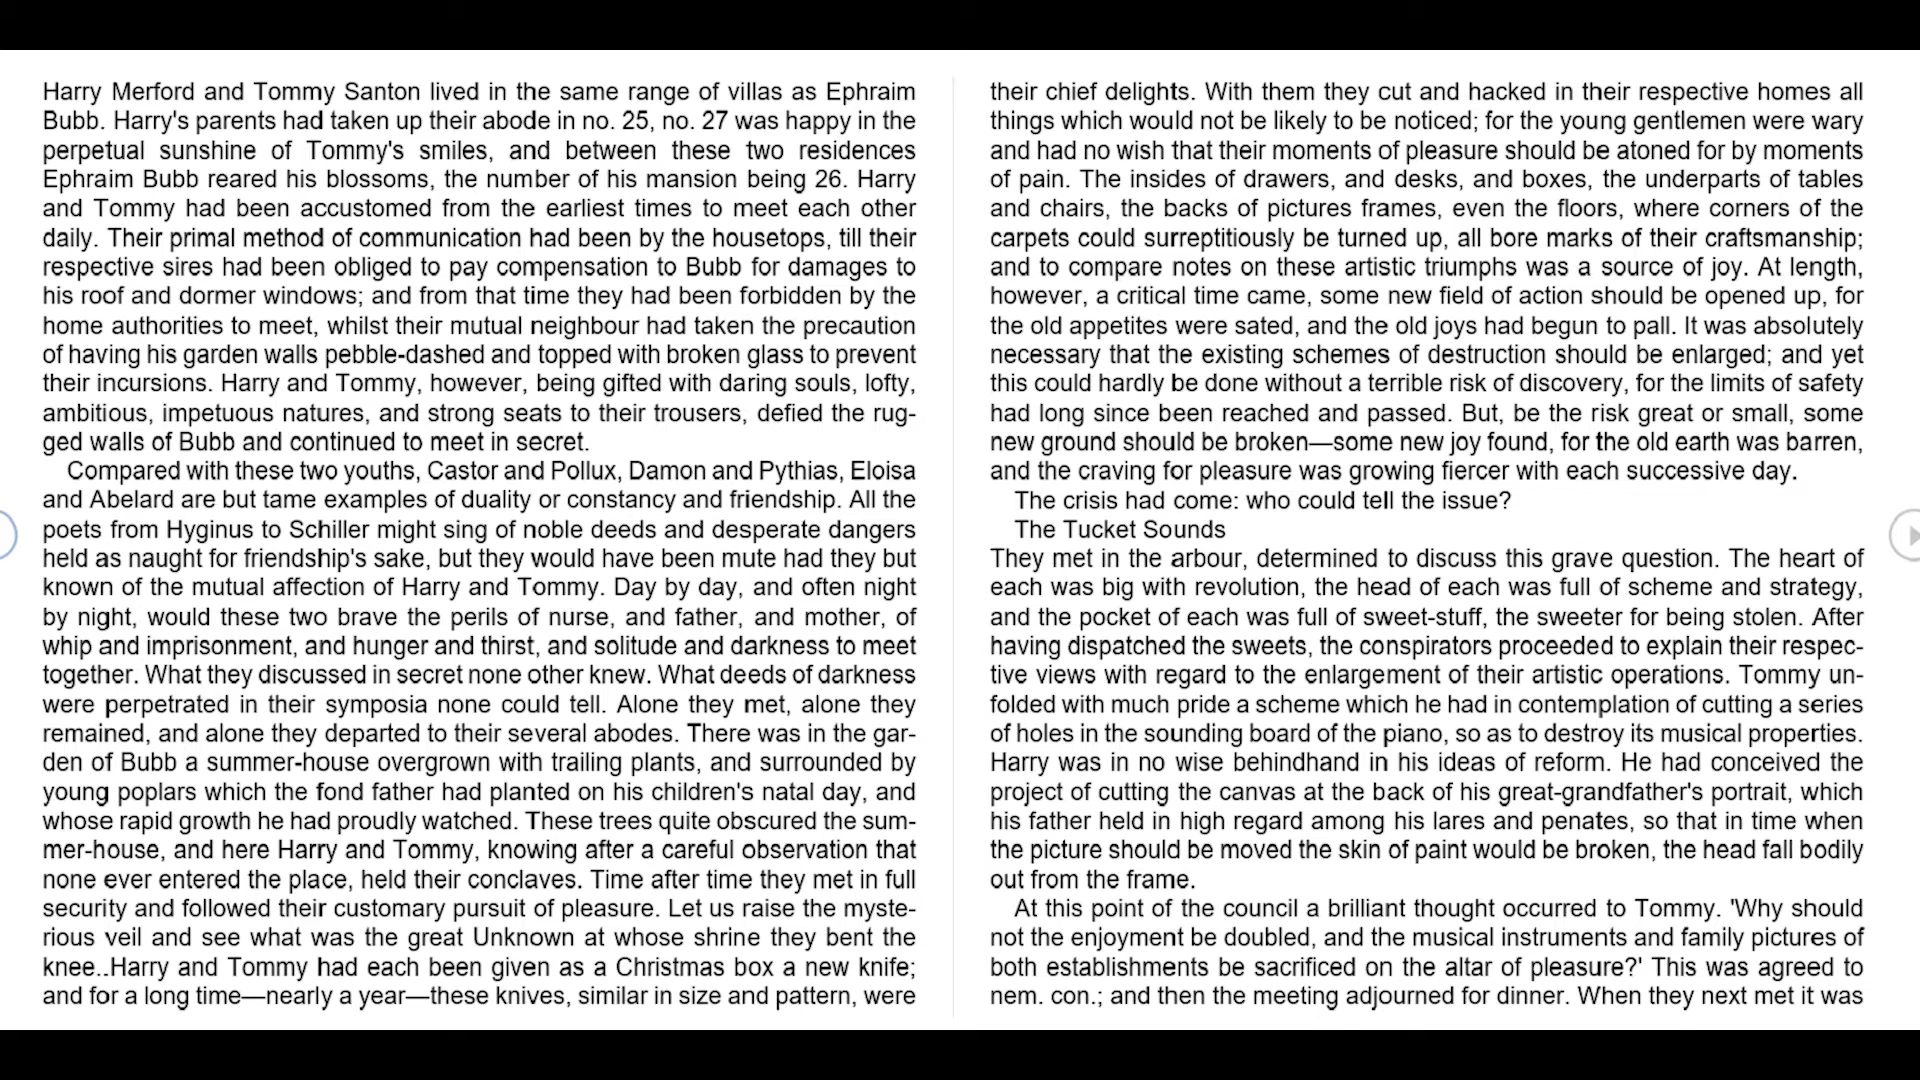 Harry Merford and Tommy Santon lived in the same range of villas as Ephraim
Bubb. Harry's parents had taken up their abode in no. 25, no. 27 was happy in the
perpetual sunshine of Tommy's smiles, and between these two residences
Ephraim Bubb reared his blossoms, the number of his mansion being 26. Harry
and Tommy had been accustomed from the earliest times to meet each other
daily. Their primal method of communication had been by the housetops, till their
respective sires had been obliged to pay compensation to Bubb for damages to
his roof and dormer windows; and from that time they had been forbidden by the
home authorities to meet, whilst their mutual neighbour had taken the precaution
of having his garden walls pebble-dashed and topped with broken glass to prevent
their incursions. Harry and Tommy, however, being gifted with daring souls, lofty,
ambitious, impetuous natures, and strong seats to their trousers, defied the rug-
ged walls of Bubb and continued to meet in secret.
Compared with these two youths, Castor and Pollux, Damon and Pythias, Eloisa
and Abelard are but tame examples of duality or constancy and friendship. All the
poets from Hyginus to Schiller might sing of noble deeds and desperate dangers
held as naught for friendship's sake, but they would have been mute had they but
known of the mutual affection of Harry and Tommy. Day by day, and often night
by night, would these two brave the perils of nurse, and father, and mother, of
whip and imprisonment, and hunger and thirst, and solitude and darkness to meet
together. What they discussed in secret none other knew. What deeds of darkness
were perpetrated in their symposia none could tell. Alone they met, alone they
remained, and alone they departed to their several abodes. There was in the gar-
den of Bubb a summer-house overgrown with trailing plants, and surrounded by
young poplars which the fond father had planted on his children's natal day, and
whose rapid growth he had proudly watched. These trees quite obscured the sum-
mer-house, and here Harry and Tommy, knowing after a careful observation that
none ever entered the place, held their conclaves. Time after time they met in full
security and followed their customary pursuit of pleasure. Let us raise the myste-
rious veil and see what was the great Unknown at whose shrine they bent the
knee..Harry and Tommy had each been given as a Christmas box a new knife;
and for a long time—nearly a year—these knives, similar in size and pattern, were
their chief delights. With them they cut and hacked in their respective homes all
things which would not be likely to be noticed; for the young gentlemen were wary
and had no wish that their moments of pleasure should be atoned for by moments
of pain. The insides of drawers, and desks, and boxes, the underparts of tables
and chairs, the backs of pictures frames, even the floors, where corners of the
carpets could surreptitiously be turned up, all bore marks of their craftsmanship;
and to compare notes on these artistic triumphs was a source of joy. At length,
however, a critical time came, some new field of action should be opened up, for
the old appetites were sated, and the old joys had begun to pall. It was absolutely
necessary that the existing schemes of destruction should be enlarged; and yet
this could hardly be done without a terrible risk of discovery, for the limits of safety
had long since been reached and passed. But, be the risk great or small, some
new ground should be broken—some new joy found, for the old earth was barren,
and the craving for pleasure was growing fiercer with each successive day.
The crisis had come: who could tell the issue?
The Tucket Sounds
They met in the arbour, determined to discuss this grave question. The heart of
each was big with revolution, the head of each was full of scheme and strategy,
and the pocket of each was full of sweet-stuff, the sweeter for being stolen. After
having dispatched the sweets, the conspirators proceeded to explain their respec-
tive views with regard to the enlargement of their artistic operations. Tommy un-
folded with much pride a scheme which he had in contemplation of cutting a series
of holes in the sounding board of the piano, so as to destroy its musical properties.
Harry was in no wise behindhand in his ideas of reform. He had conceived the
project of cutting the canvas at the back of his great-grandfather's portrait, which
his father held in high regard among his lares and penates, so that in time when
the picture should be moved the skin of paint would be broken, the head fall bodily
out from the frame.
At this point of the council a brilliant thought occurred to Tommy. 'Why should
not the enjoyment be doubled, and the musical instruments and family pictures of
both establishments be sacrificed on the altar of pleasure?' This was agreed to
nem. con.; and then the meeting adjourned for dinner. When they next met it was